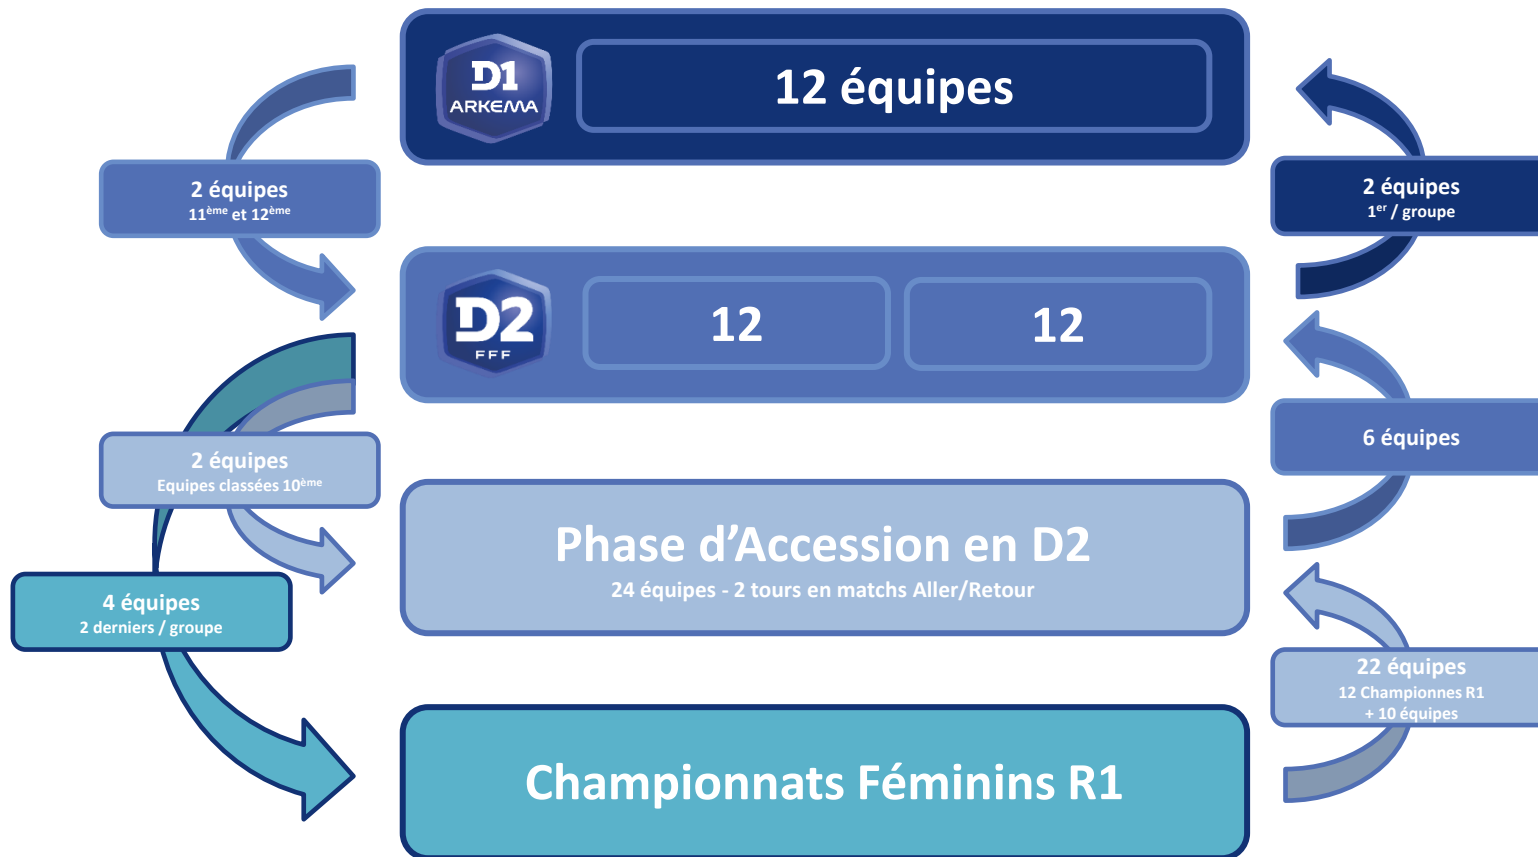 D1
ARKEMA
12 équipes
2 équipes
11ème et 12ème
2 équipes
1er / groupe
D2
FFF
12
12
2 équipes
Equipes classées 10ème
6 équipes
Phase d’Accession en D2
24 équipes - 2 tours en matchs Aller/Retour
4 équipes
2 derniers / groupe
22 équipes
12 Championnes R1
+ 10 équipes
Championnats Féminins R1